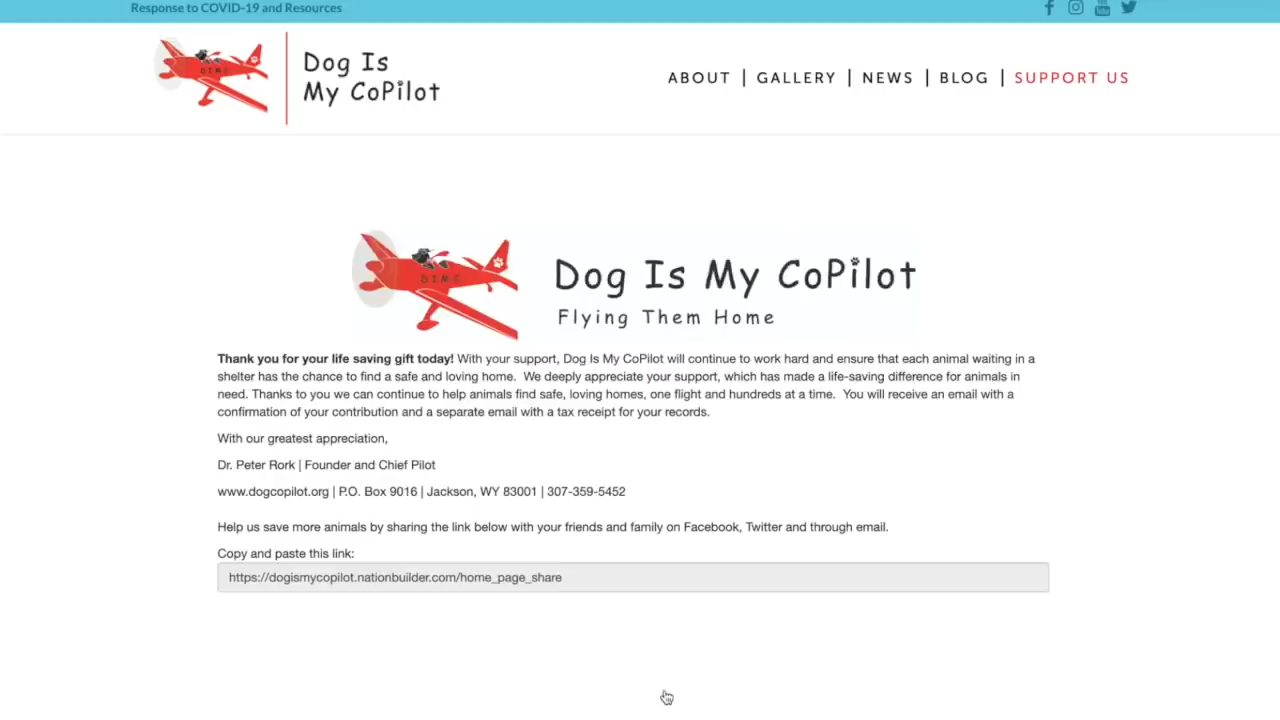 Response to COVID-19 and Resources
Dog Is
My CoPilot
ABOUT | GALLERY | NEWS | BLOG | SUPPORT US
Dog Is My CoPilot
Flying Them Home
Thank you for your life saving gift today! With your support, Dog Is My CoPilot will continue to work hard and ensure that each animal waiting in a
shelter has the chance to find a safe and loving home. We deeply appreciate your support, which has made a life-saving difference for animals in
need. Thanks to you we can continue to help animals find safe, loving homes, one flight and hundreds at a time. You will receive an email with a
confirmation of your contribution and a separate email with a tax receipt for your records.
With our greatest appreciation,
Dr. Peter Rork | Founder and Chief Pilot
www.dogcopilot.org | P.O. Box 9016 | Jackson, WY 83001 | 307-359-5452
Help us save more animals by sharing the link below with your friends and family on Facebook, Twitter and through email.
Copy and paste this link:
https://dogismycopilot.nationbuilder.com/home_page_share